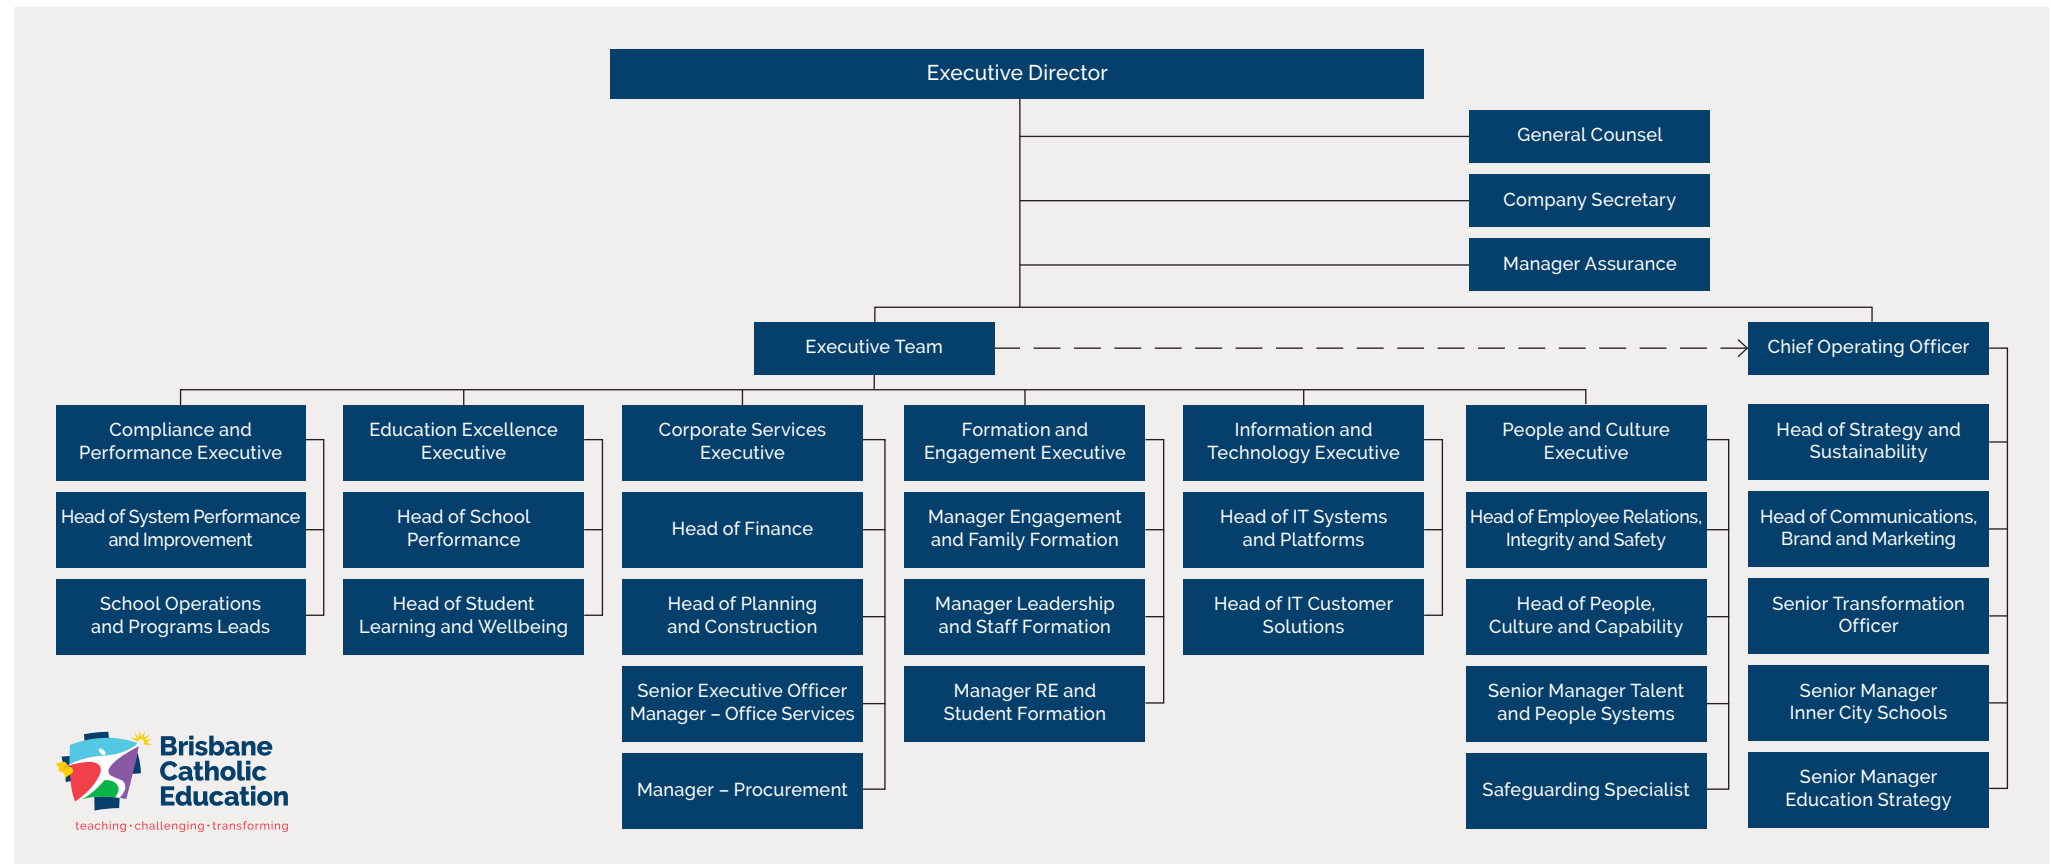 Executive Director
General Counsel
Company Secretary
Manager Assurance
Executive Team
Chief Operating Officer
Compliance and
Performance Executive
Head of System Performance
and Improvement
School Operations
and Programs Leads
Education Excellence
Executive
Head of School
Performance
Head of Student
Learning and Wellbeing
Corporate Services
Executive
Head of Finance
Head of Planning
and Construction
Senior Executive Officer
Manager – Office Services
Manager – Procurement
Formation and
Engagement Executive
Manager Engagement
and Family Formation
Manager Leadership
and Staff Formation
Manager RE and
Student Formation
Information and
Technology Executive
Head of IT Systems
and Platforms
Head of IT Customer
Solutions
People and Culture
Executive
Head of Employee Relations,
Integrity and Safety
Head of People,
Culture and Capability
Senior Manager Talent
and People Systems
Safeguarding Specialist
Head of Strategy and
Sustainability
Head of Communications,
Brand and Marketing
Senior Transformation
Officer
Senior Manager
Inner City Schools
Senior Manager
Education Strategy
Brisbane
Catholic
Education
teaching • challenging • transforming